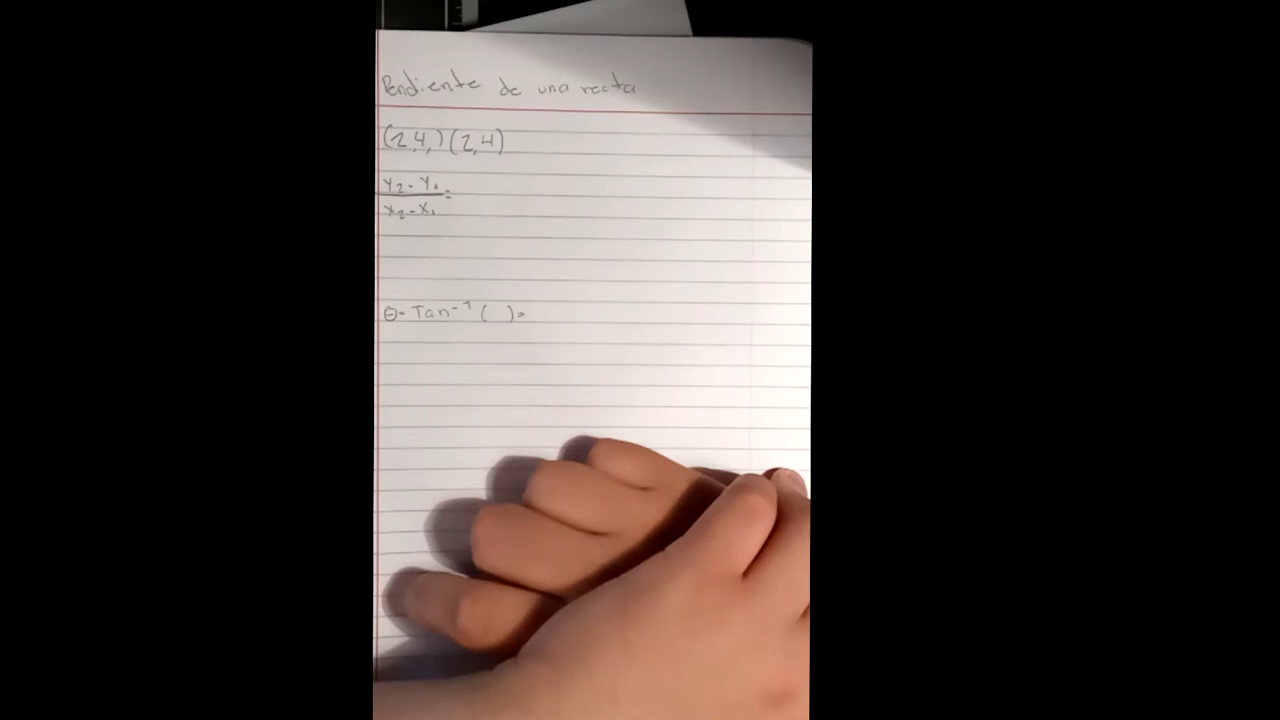 Pendiente de una recta
(2,4,) (2,4)
Y₂-Y₁
X₂-X₁ =
θ= Tan⁻¹ ( )=